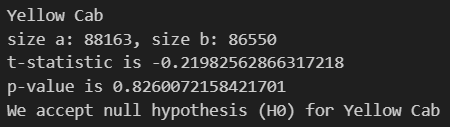 Yellow Cab
size a: 88163, size b: 86550
t-statistic is -0.21982562866317218
p-value is 0.8260072158421701
We accept null hypothesis (H0) for Yellow Cab